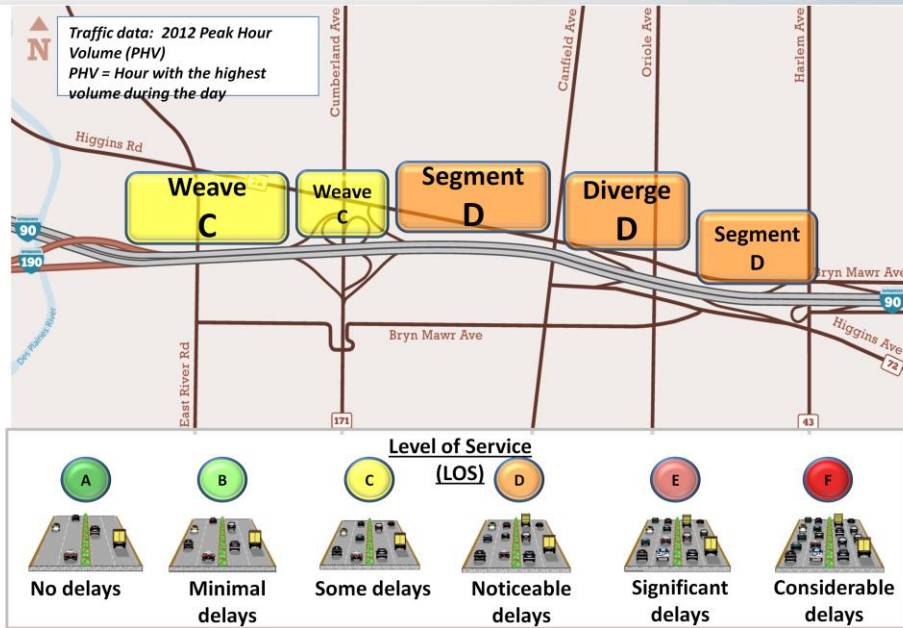 Traffic data: 2012 Peak Hour
Volume (PHV)
PHV = Hour with the highest
volume during the day
N
Cumberland Ave
Canfield Ave
Oriole Ave
Harlem Ave
Higgins Rd
Weave
C
Weave
C
Segment
D
Diverge
D
Segment
D
90
190
Bryn Mawr Ave
90
Des Plaines River
East River Rd
Bryn Mawr Ave
Higgins Ave
72
171
43
Level of Service
(LOS)
A
B
C
D
E
F
No delays
Minimal
delays
Some delays
Noticeable
delays
Significant
delays
Considerable
delays